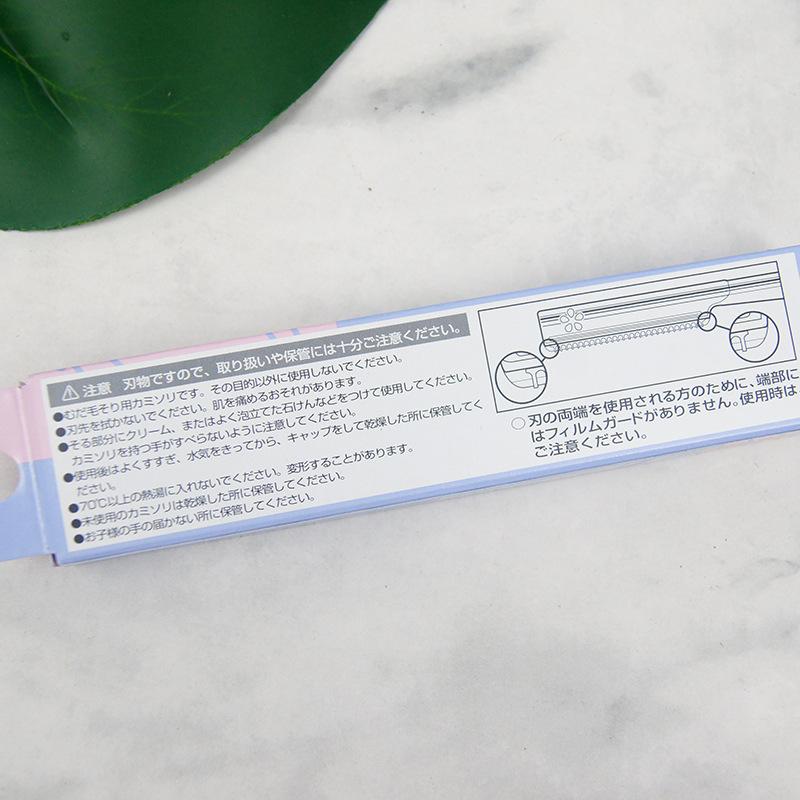 ⚠注意 刃物ですので、取り扱いや保管には十分ご注意ください。
●むだ毛そり用カミソリです。その目的以外に使用しないでください。
●刃先を拭かないでください。肌を痛めるおそれがあります。
●そる部分にクリーム、またはよく泡立てた石けんなどをつけて使用してください。
カミソリを持つ手がすべらないように注意してください。
●使用後はよくすすぎ、水気をきってから、キャップをして乾燥した所に保管してく
ださい。
●70℃以上の熱湯に入れないでください。変形することがあります。
●未使用のカミソリは乾燥した所に保管してください。
●お子様の手の届かない所に保管してください。
○刃の両端を使用される方のために、端部に
はフィルムガードがありません。使用時は
ご注意ください。